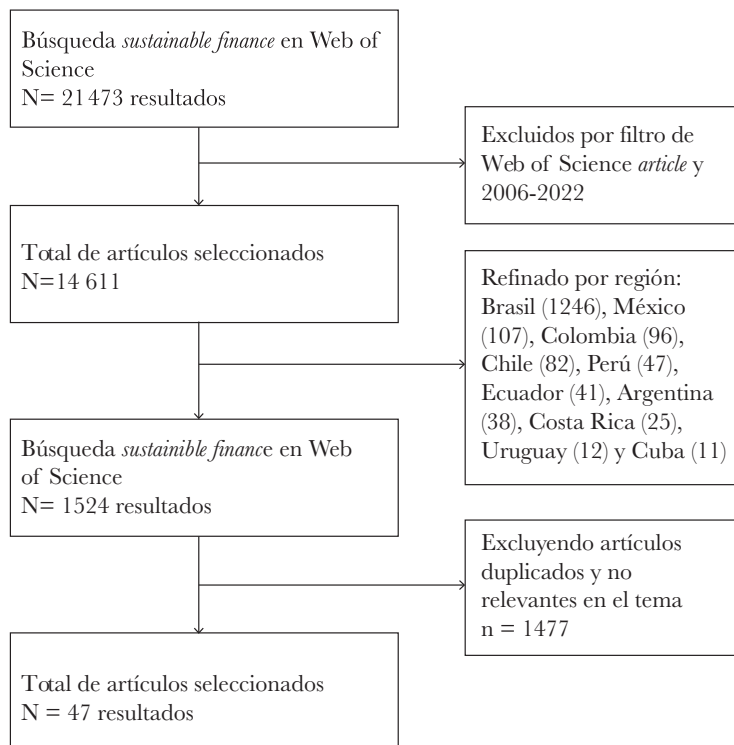 Búsqueda sustainable finance en Web of
Science
N= 21 473 resultados
Excluidos por filtro de
Web of Science article y
2006-2022
Total de artículos seleccionados
N=14 611
Refinado por región:
Brasil (1246), México
(107), Colombia (96),
Chile (82), Perú (47),
Ecuador (41), Argentina
(38), Costa Rica (25),
Uruguay (12) y Cuba (11)
Búsqueda sustainible finance en Web
of Science
N= 1524 resultados
Excluyendo artículos
duplicados y no
relevantes en el tema
n = 1477
Total de artículos seleccionados
N = 47 resultados